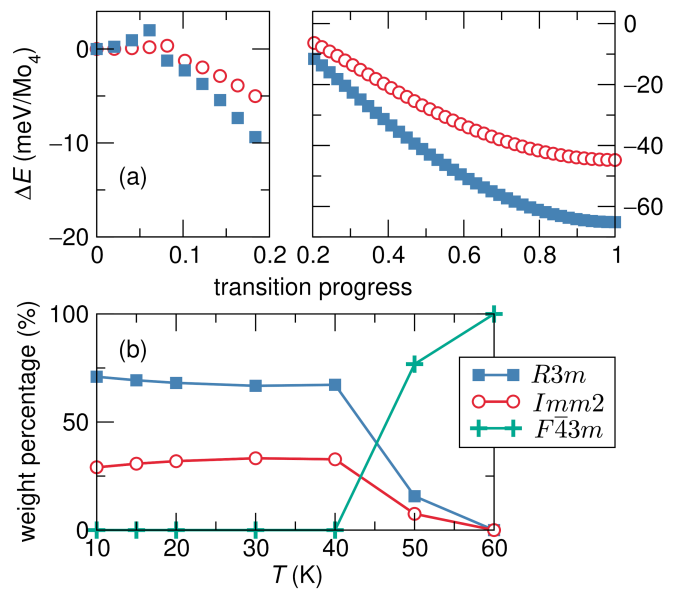 0
−10
−20
ΔE (meV/Mo₄)
(a)
0 0.1 0.2
0
−20
−40
−60
0.2 0.4 0.6 0.8 1
transition progress
100
50
0
weight percentage (%)
(b)
R3m
Imm2
F4̅3m
10 20 30 40 50 60
T (K)